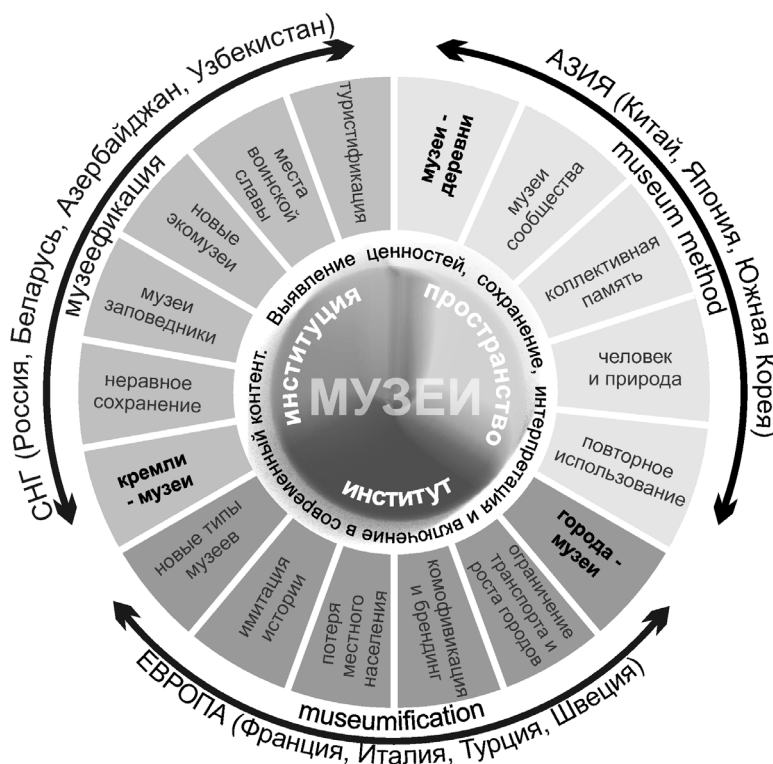 СНГ (Россия, Беларусь, Азербайджан, Узбекистан)
музеефикация
туристификация
места
воинской
славы
новые
экомузеи
музеи
заповедники
неравное
сохранение
кремли
- музеи
АЗИЯ (Китай, Япония, Южная Корея)
museum method
музеи -
деревни
музеи
сообщества
коллективная
память
человек
и природа
повторное
использование
города -
музеи
ограничение
транспорта и
роста городов
комофивикация
и брендинг
потеря
местного
населения
имитация
истории
новые типы
музеев
museumification
ЕВРОПА (Франция, Италия, Турция, Швеция)
Выявление ценностей, сохранение, интерпретация и включение в современный контент.
институция
пространство
институт
МУЗЕИ